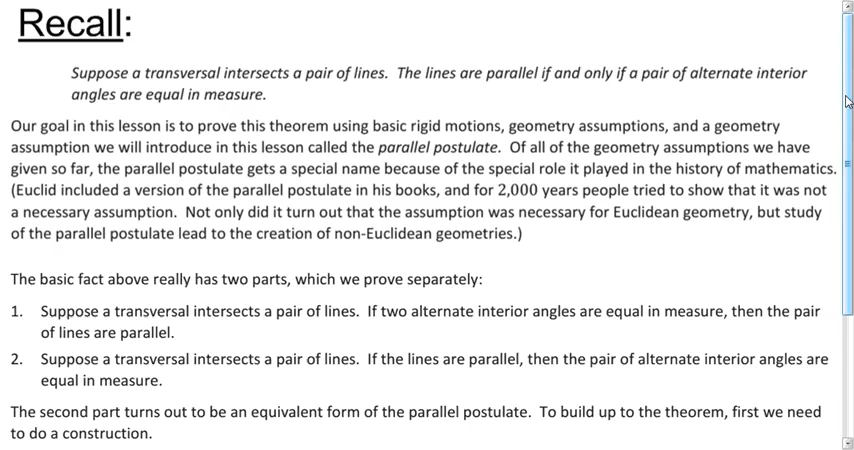 Recall:
Suppose a transversal intersects a pair of lines. The lines are parallel if and only if a pair of alternate interior
angles are equal in measure.
Our goal in this lesson is to prove this theorem using basic rigid motions, geometry assumptions, and a geometry
assumption we will introduce in this lesson called the parallel postulate. Of all of the geometry assumptions we have
given so far, the parallel postulate gets a special name because of the special role it played in the history of mathematics.
(Euclid included a version of the parallel postulate in his books, and for 2,000 years people tried to show that it was not
a necessary assumption. Not only did it turn out that the assumption was necessary for Euclidean geometry, but study
of the parallel postulate lead to the creation of non-Euclidean geometries.)
The basic fact above really has two parts, which we prove separately:
1. Suppose a transversal intersects a pair of lines. If two alternate interior angles are equal in measure, then the pair
of lines are parallel.
2. Suppose a transversal intersects a pair of lines. If the lines are parallel, then the pair of alternate interior angles are
equal in measure.
The second part turns out to be an equivalent form of the parallel postulate. To build up to the theorem, first we need
to do a construction.